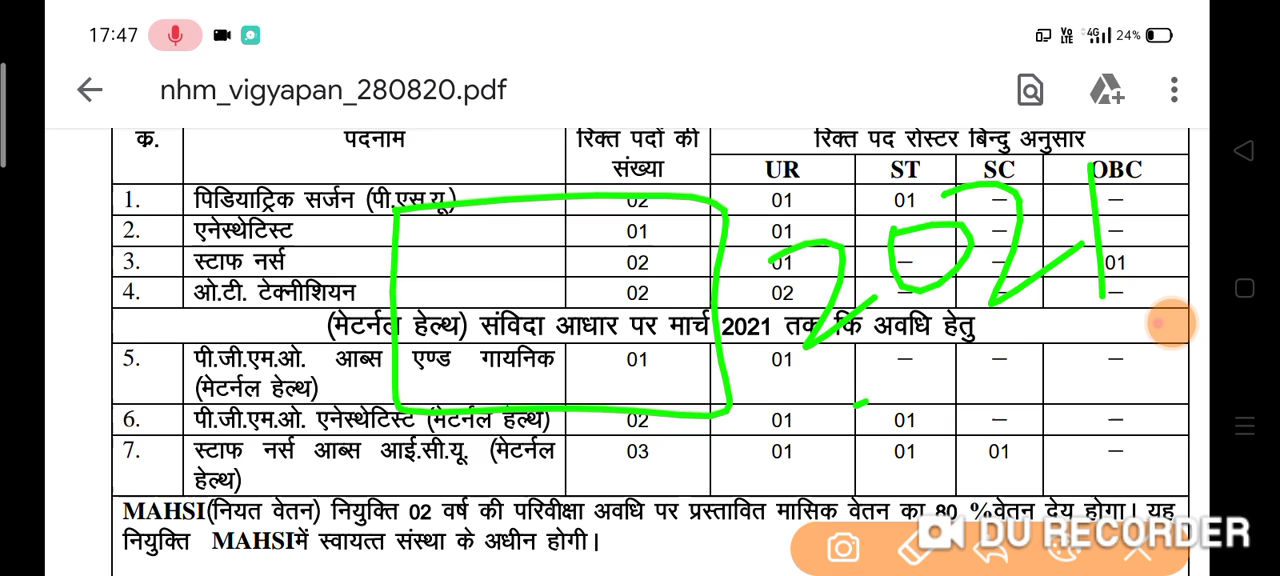 17:47 Vo LTE 4G 24%
nhm_vigyapan_280820.pdf
क. पदनाम रिक्त पदों की संख्या रिक्त पद रोस्टर बिन्दु अनुसार
UR ST SC OBC
1. पिडियाट्रिक सर्जन (पी.एस.यू.) 02 01 01 – –
2. एनेस्थेटिस्ट 01 01 – –
3. स्टाफ नर्स 02 01 – – 01
4. ओ.टी. टेक्नीशियन 02 02 – – –
(मेटर्नल हेल्थ) संविदा आधार पर मार्च 2021 तक कि अवधि हेतु
5. पी.जी.एम.ओ. आब्स एण्ड गायनिक 01 01 – – –
(मेटर्नल हेल्थ)
6. पी.जी.एम.ओ. एनेस्थेटिस्ट (मेटर्नल हेल्थ) 02 01 01 – –
7. स्टाफ नर्स आब्स आई.सी.यू. (मेटर्नल 03 01 01 01 –
हेल्थ)
MAHSI(नियत वेतन) नियुक्ति 02 वर्ष की परिवीक्षा अवधि पर प्रस्तावित मासिक वेतन का 80 %वेतन देय होगा। यह
नियुक्ति MAHSIमें स्वायत्त संस्था के अधीन होगी।
2021
DU RECORDER